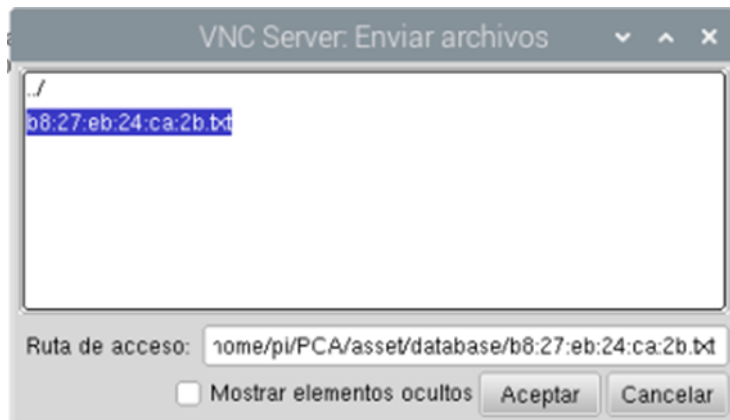 VNC Server: Enviar archivos
../
b8:27:eb:24:ca:2b.txt
Ruta de acceso: home/pi/PCA/asset/database/b8:27:eb:24:ca:2b.txt
Mostrar elementos ocultos Aceptar Cancelar